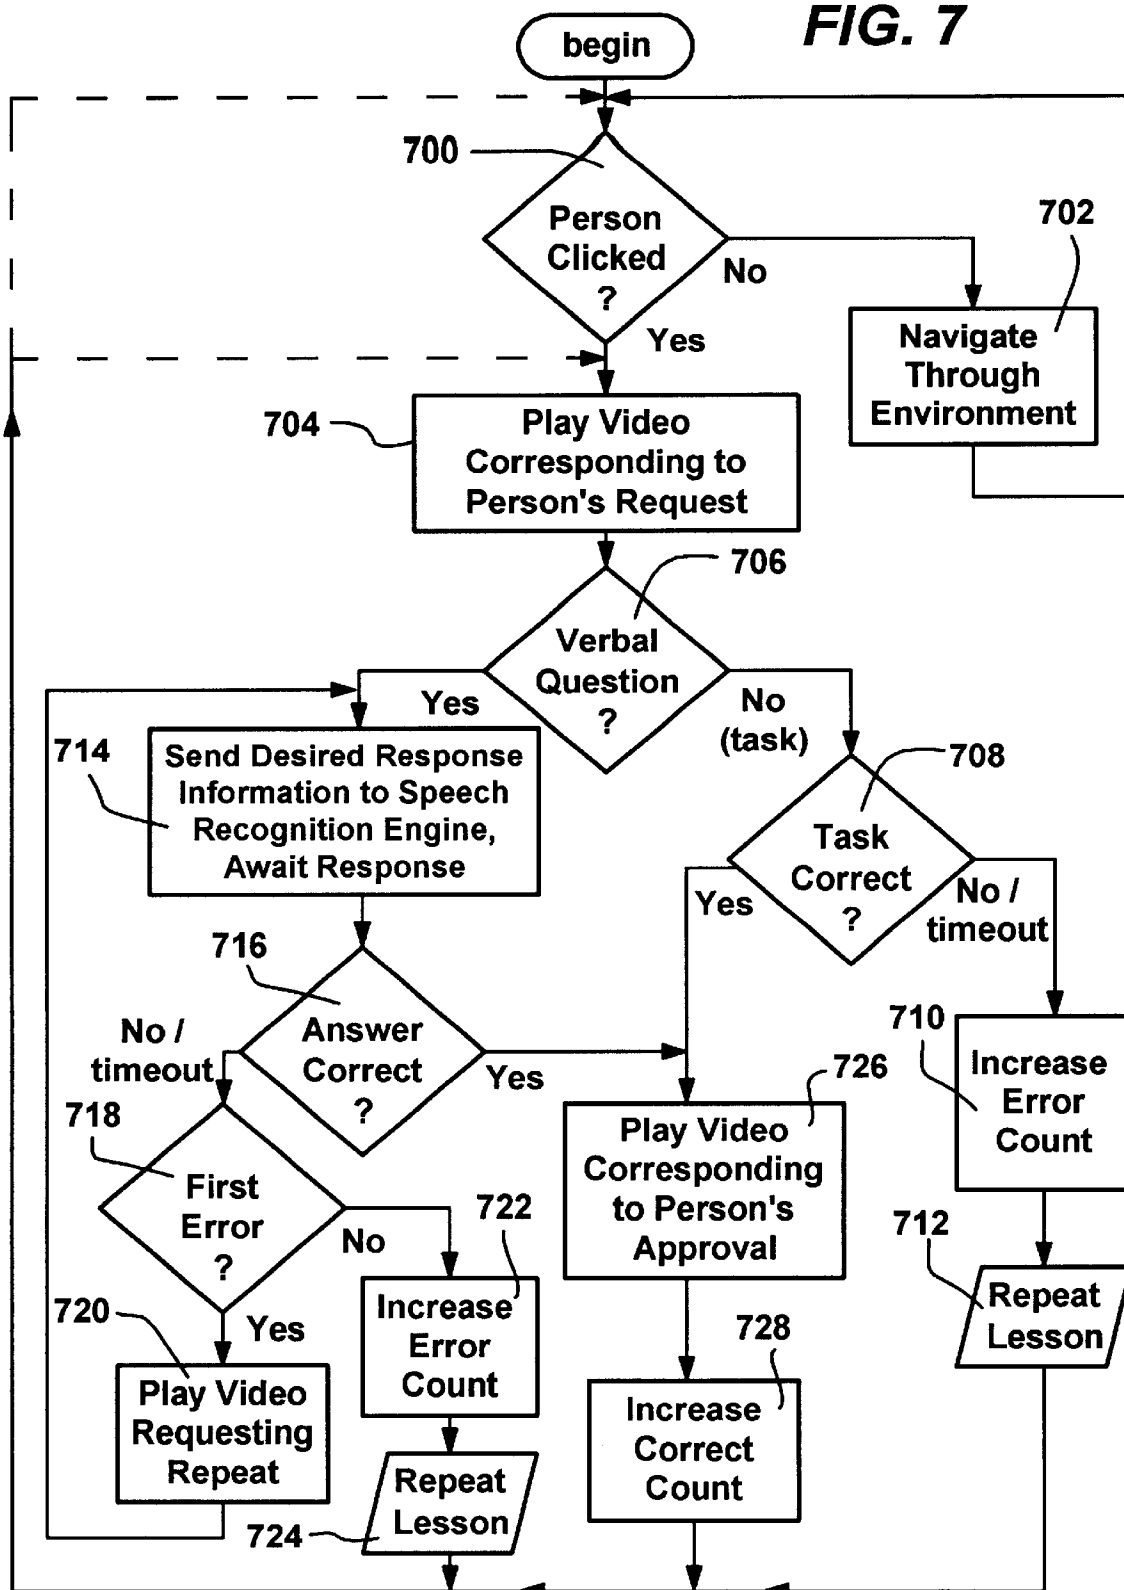 FIG. 7
begin
700
Person
Clicked
?
No
Yes
702
Navigate
Through
Environment
704
Play Video
Corresponding to
Person's Request
706
Verbal
Question
?
Yes
No
(task)
714
Send Desired Response
Information to Speech
Recognition Engine,
Await Response
708
Task
Correct
?
Yes
No /
timeout
716
Answer
Correct
?
No /
timeout
Yes
710
Increase
Error
Count
726
Play Video
Corresponding
to Person's
Approval
718
First
Error
?
No
Yes
722
Increase
Error
Count
712
Repeat
Lesson
720
Play Video
Requesting
Repeat
728
Increase
Correct
Count
724
Repeat
Lesson